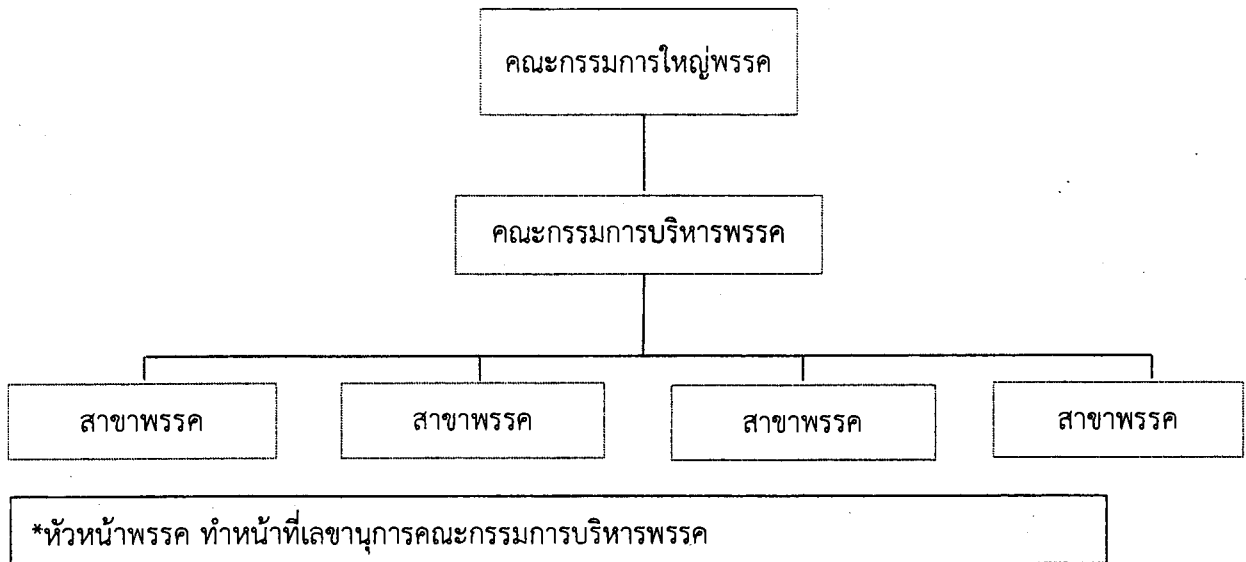 คณะกรรมการใหญ่พรรค
คณะกรรมการบริหารพรรค
สาขาพรรค
สาขาพรรค
สาขาพรรค
สาขาพรรค
*หัวหน้าพรรค ทำหน้าที่เลขานุการคณะกรรมการบริหารพรรค